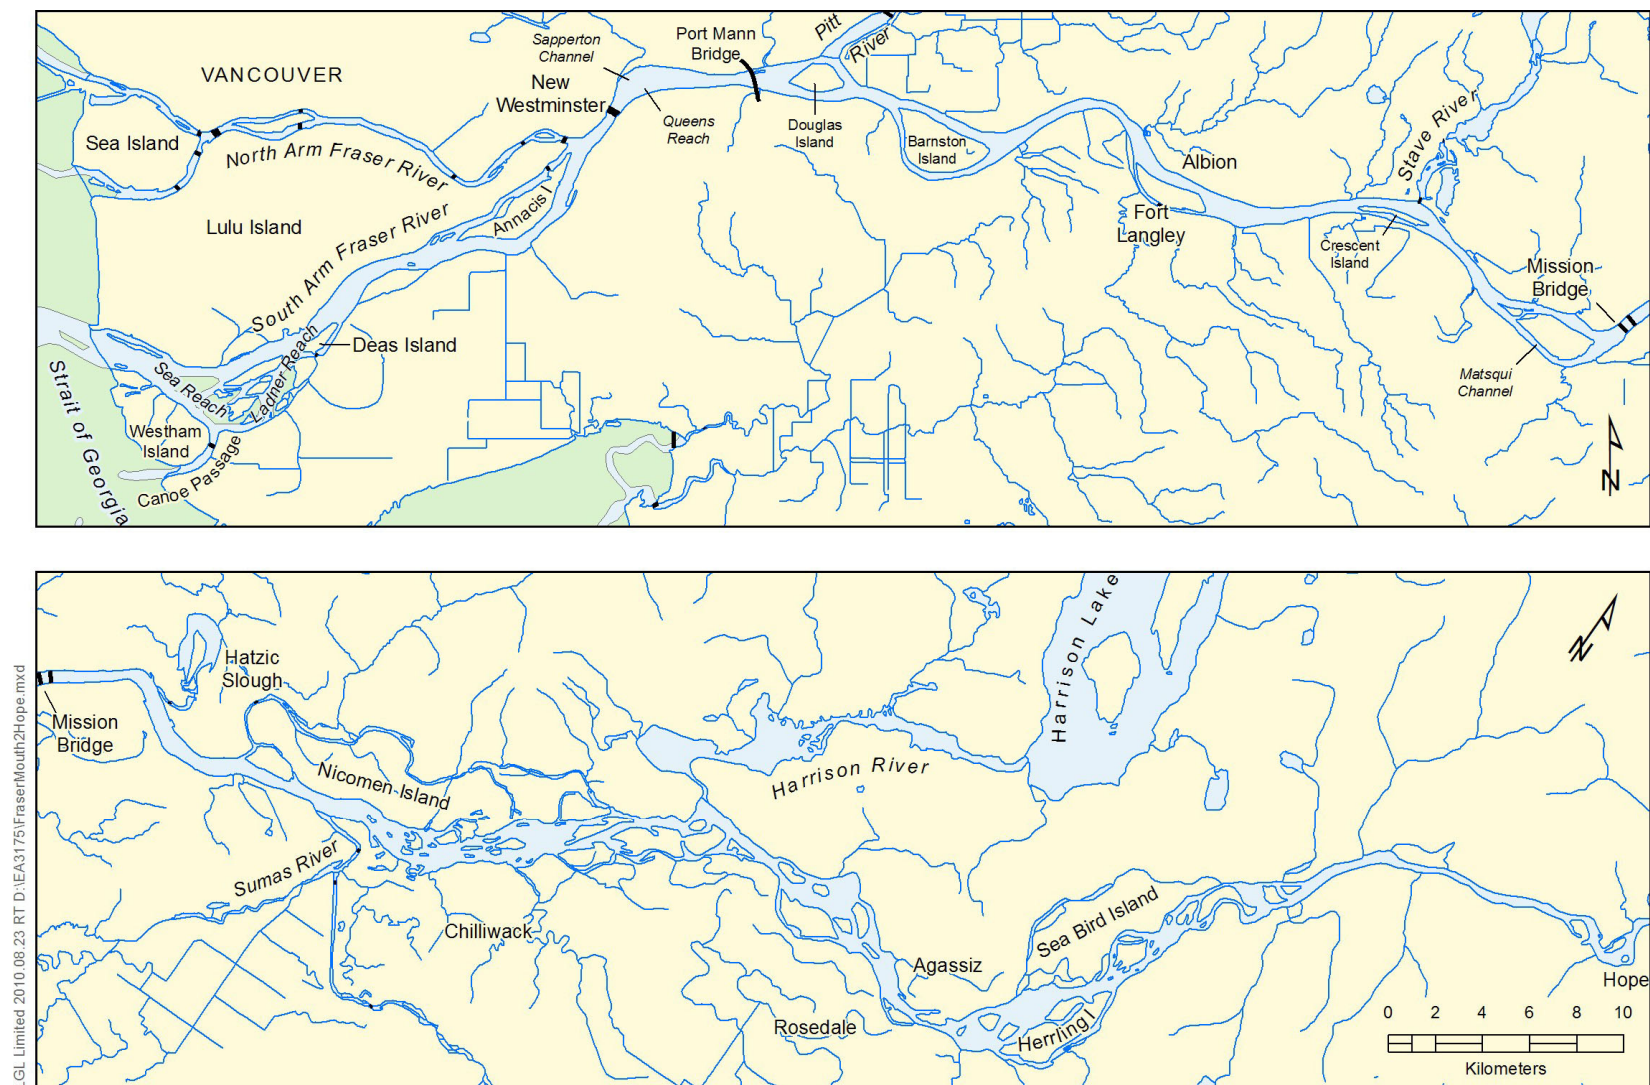 Pitt
River
Port Mann
Bridge
Sapperton
Channel
VANCOUVER
New
Westminster
Queens
Reach
Douglas
Island
Barnston
Island
Sea Island
North Arm Fraser River
Albion
Stave River
Lulu Island
Annacis I
Fort
Langley
Crescent
Island
South Arm Fraser River
Mission
Bridge
Deas Island
Ladner Reach
Sea Reach
Strait of Georgia
Matsqui
Channel
Westham
Island
Canoe Passage
N
Harrison Lake
N
Hatzic
Slough
Mission
Bridge
Nicomen Island
Harrison River
Sumas River
Chilliwack
Sea Bird Island
Agassiz
Hope
Rosedale
Herrling I
0 2 4 6 8 10
Kilometers
LGL Limited 2010.08.23 RT D:\EA3175\FraserMouth2Hope.mxd